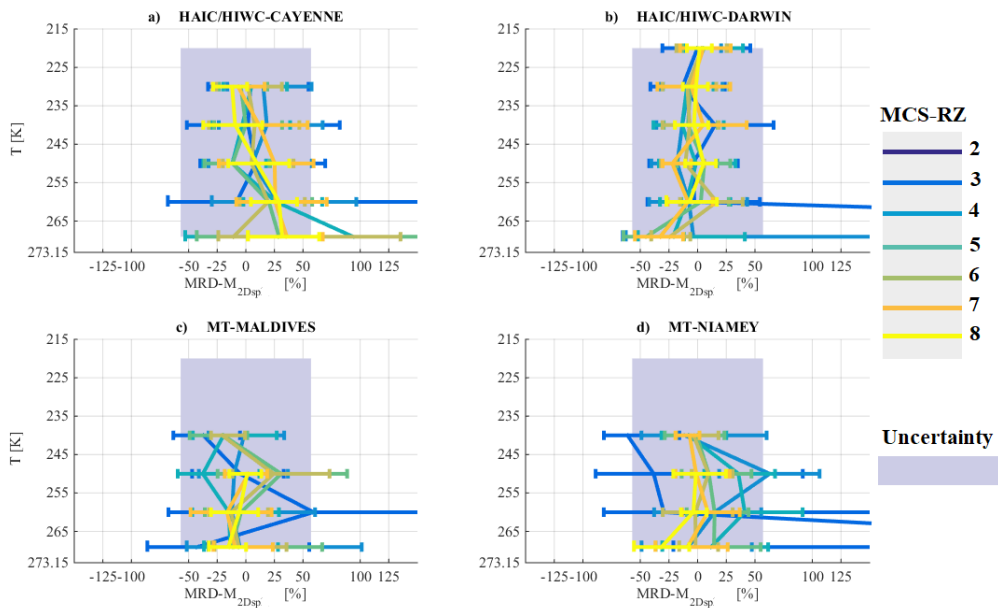 a) HAIC/HIWC-CAYENNE
215
225
235
245
255
265
273.15
T [K]
-125-100 -50 -25 0 25 50 100 125
MRD-M2Dsp [%]
b) HAIC/HIWC-DARWIN
215
225
235
245
255
265
273.15
-125-100 -50 -25 0 25 50 100 125
MRD-M2Dsp [%]
c) MT-MALDIVES
215
225
235
245
255
265
273.15
T [K]
-125-100 -50 -25 0 25 50 100 125
MRD-M2Dsp [%]
d) MT-NIAMEY
215
225
235
245
255
265
273.15
-125-100 -50 -25 0 25 50 100 125
MRD-M2Dsp [%]
MCS-RZ
2
3
4
5
6
7
8
Uncertainty